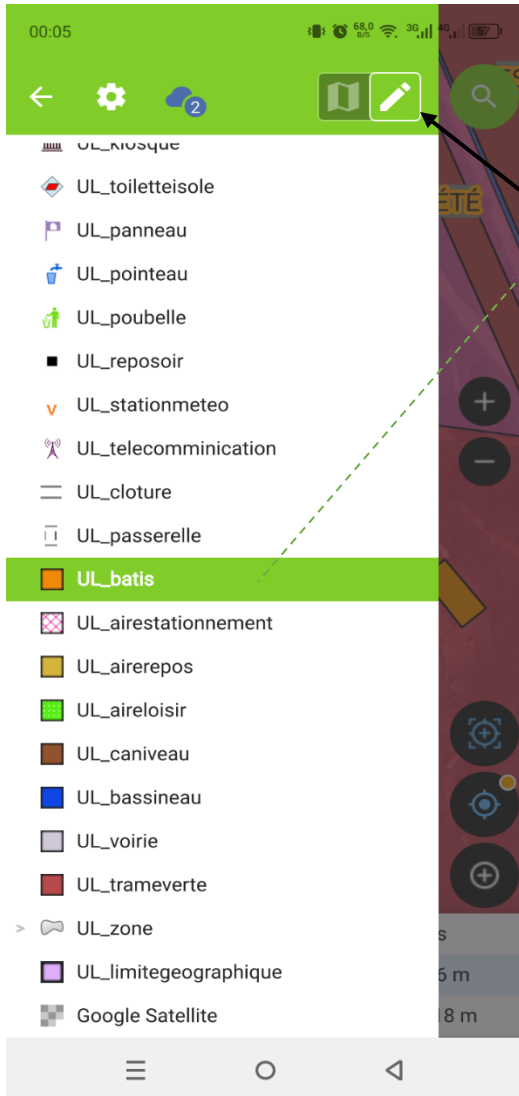 00:05 68,0 B/S 3G 4G 57
2
UL_kiosque
UL_toiletteisole
UL_panneau
ÉTÉ
UL_pointeau
UL_poubelle
UL_reposoir
UL_stationmeteo
UL_telecomminication
UL_cloture
UL_passerelle
UL_batis
UL_airestationnement
UL_airerepos
UL_aireloisir
UL_caniveau
UL_bassineau
UL_voirie
UL_trameverte
UL_zone
s
UL_limitegeographique
6 m
Google Satellite
18 m